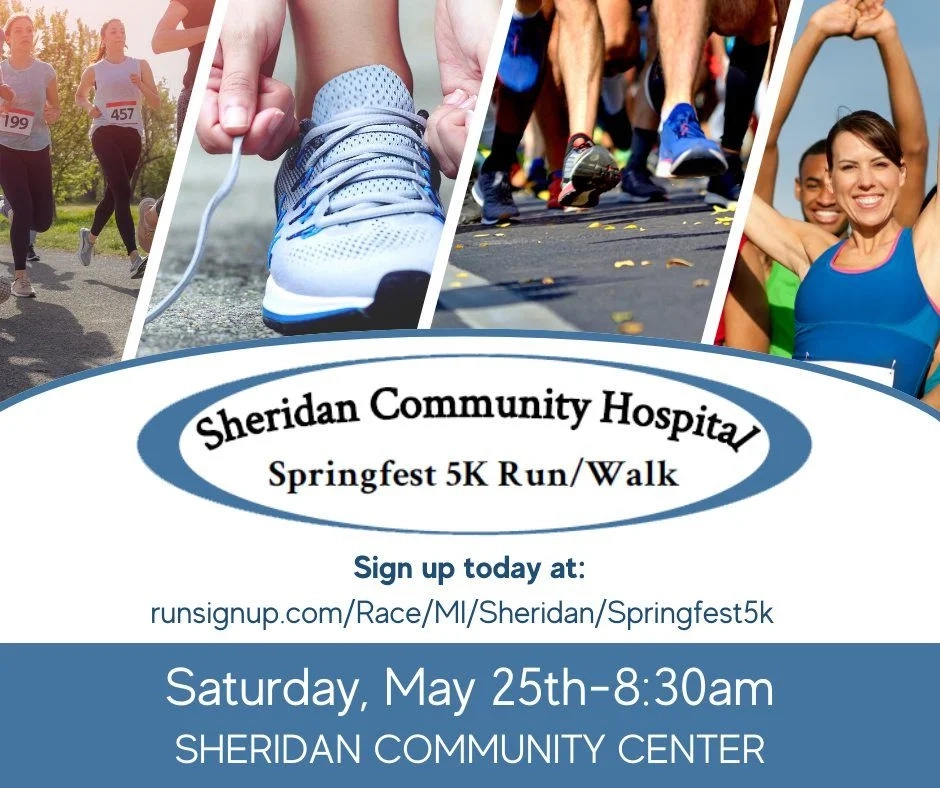 199
457
Sheridan Community Hospital
Springfest 5K Run/Walk
Sign up today at:
runsignup.com/Race/MI/Sheridan/Springfest5k
Saturday, May 25th-8:30am
SHERIDAN COMMUNITY CENTER